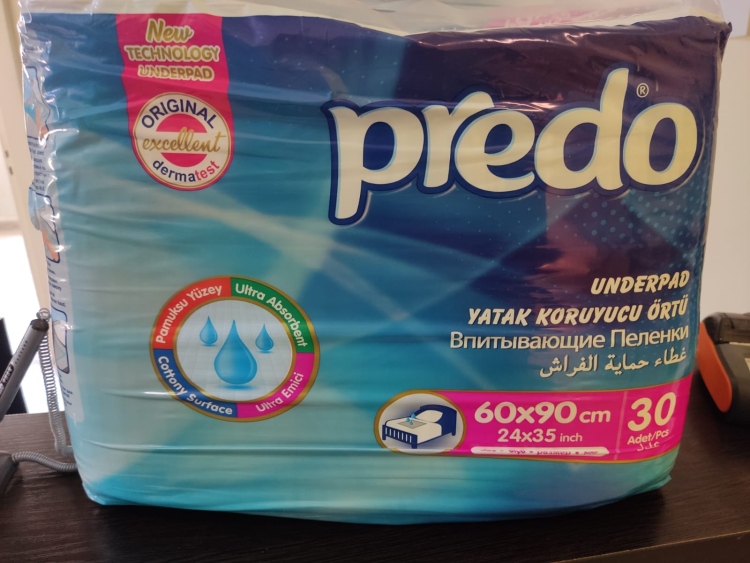 New
TECHNOLOGY
UNDERPAD
ORIGINAL
excellent
dermatest
predo®
Pamuksu Yüzey
Ultra Absorbent
Cottony Surface
Ultra Emici
UNDERPAD
YATAK KORUYUCU ÖRTÜ
Впитывающие Пеленки
غطاء حماية الفراش
60x90 cm
24x35 inch
30
Adet/Pcs
عدد